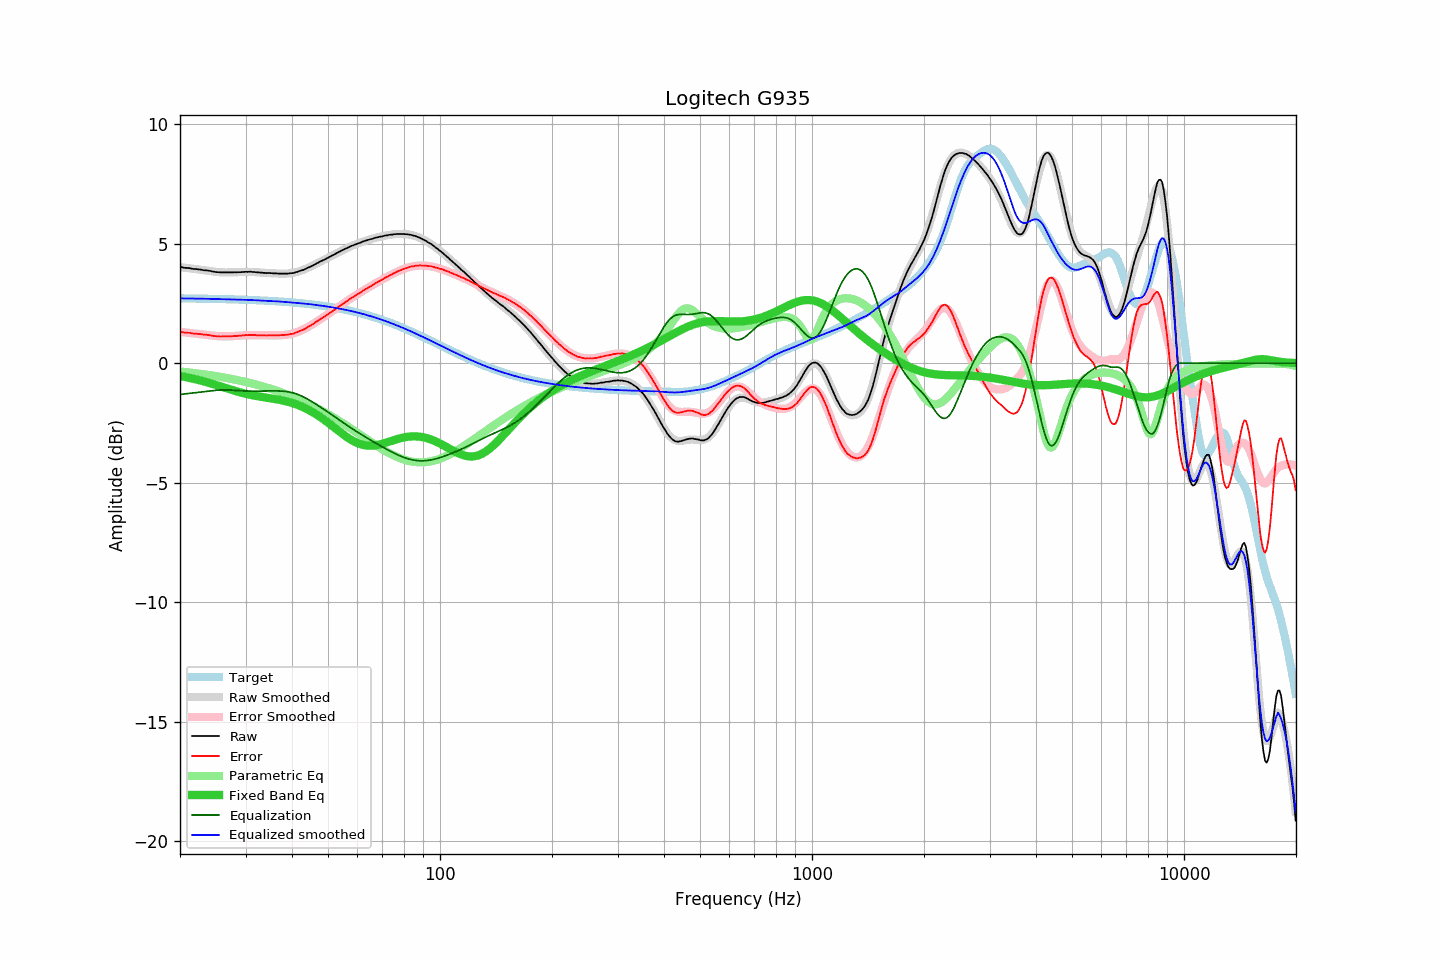 Logitech G935
10
5
0
−5
−10
−15
−20
Amplitude (dBr)
100
1000
10000
Frequency (Hz)
Target
Raw Smoothed
Error Smoothed
Raw
Error
Parametric Eq
Fixed Band Eq
Equalization
Equalized smoothed